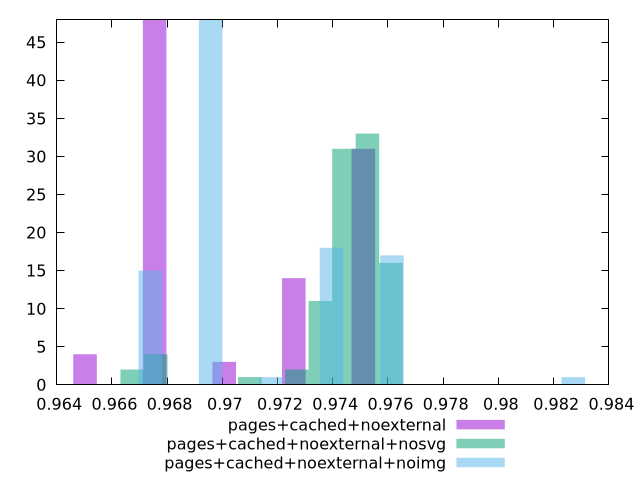 45
40
35
30
25
20
15
10
5
0
0.964 0.966 0.968 0.97 0.972 0.974 0.976 0.978 0.98 0.982 0.984
pages+cached+noexternal
pages+cached+noexternal+nosvg
pages+cached+noexternal+noimg